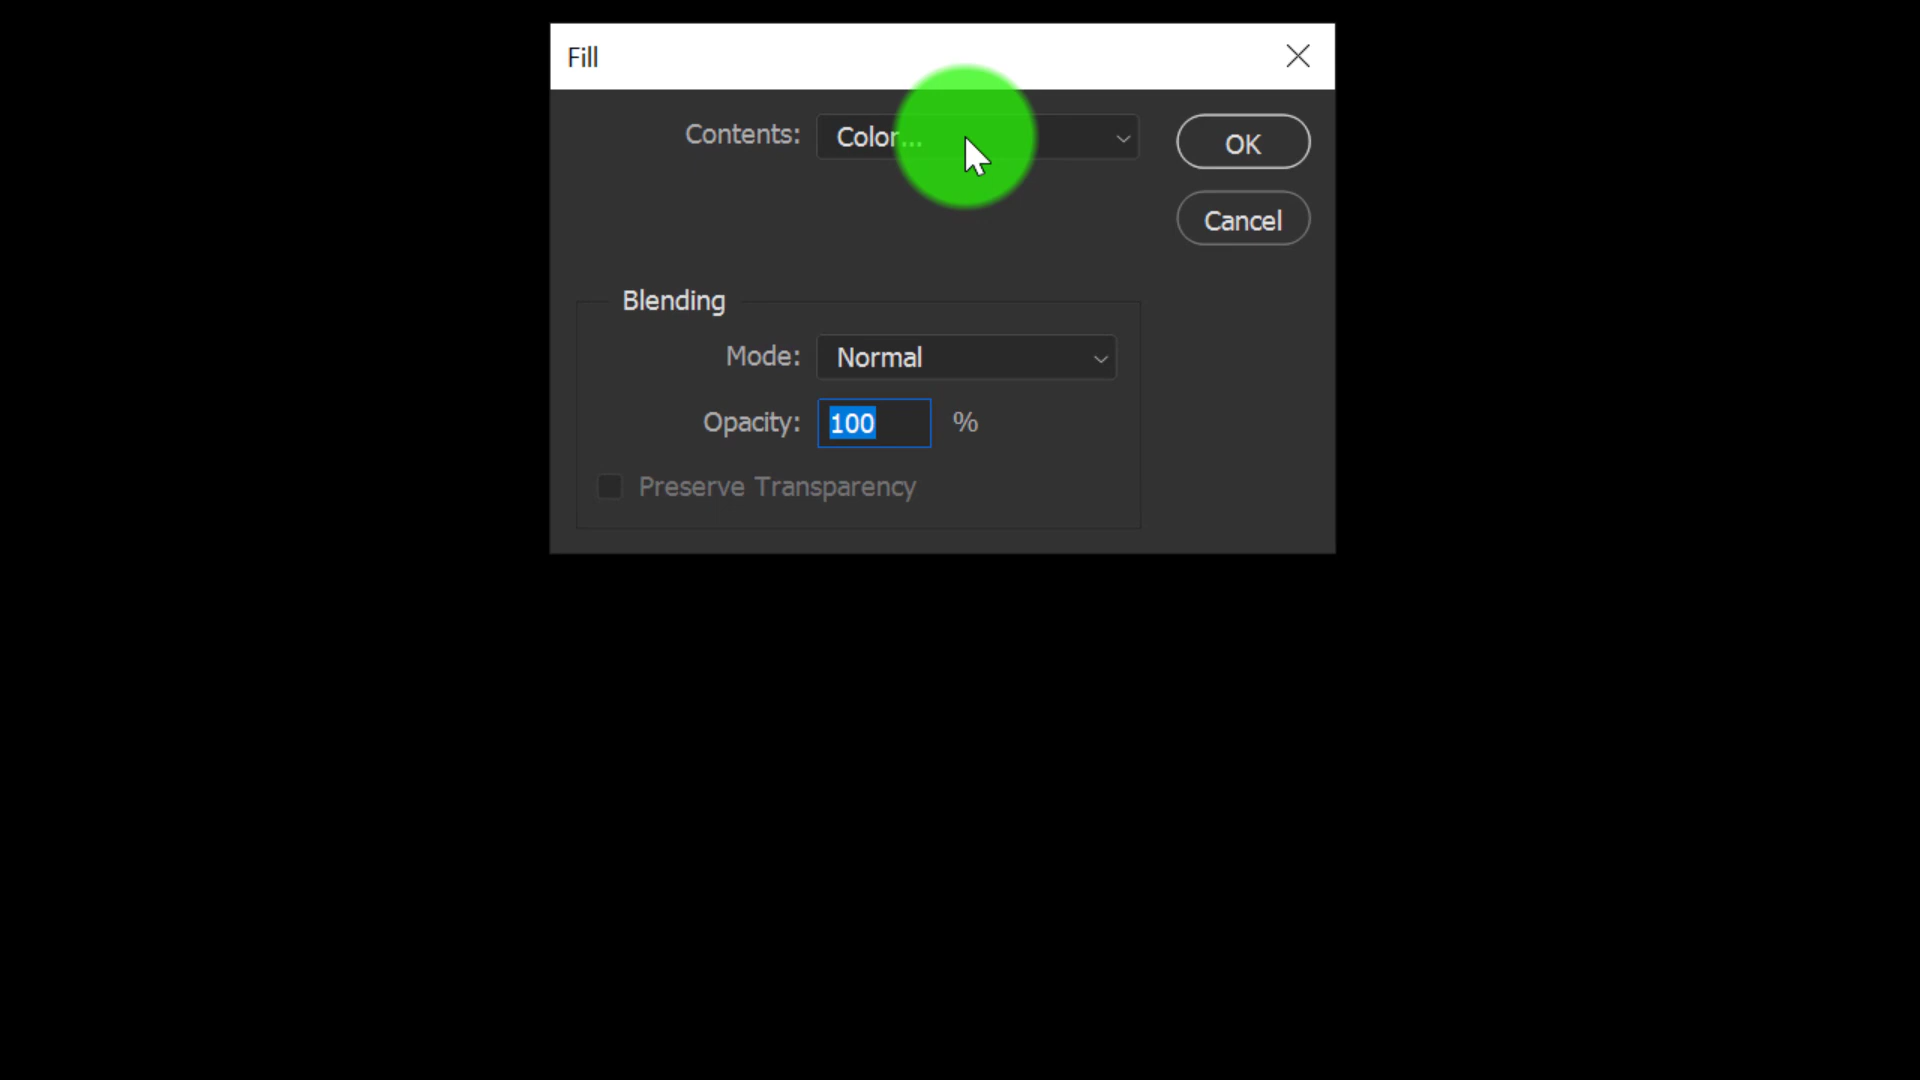 Fill
Contents: Color... OK
Cancel
Blending
Mode: Normal
Opacity: 100 %
Preserve Transparency